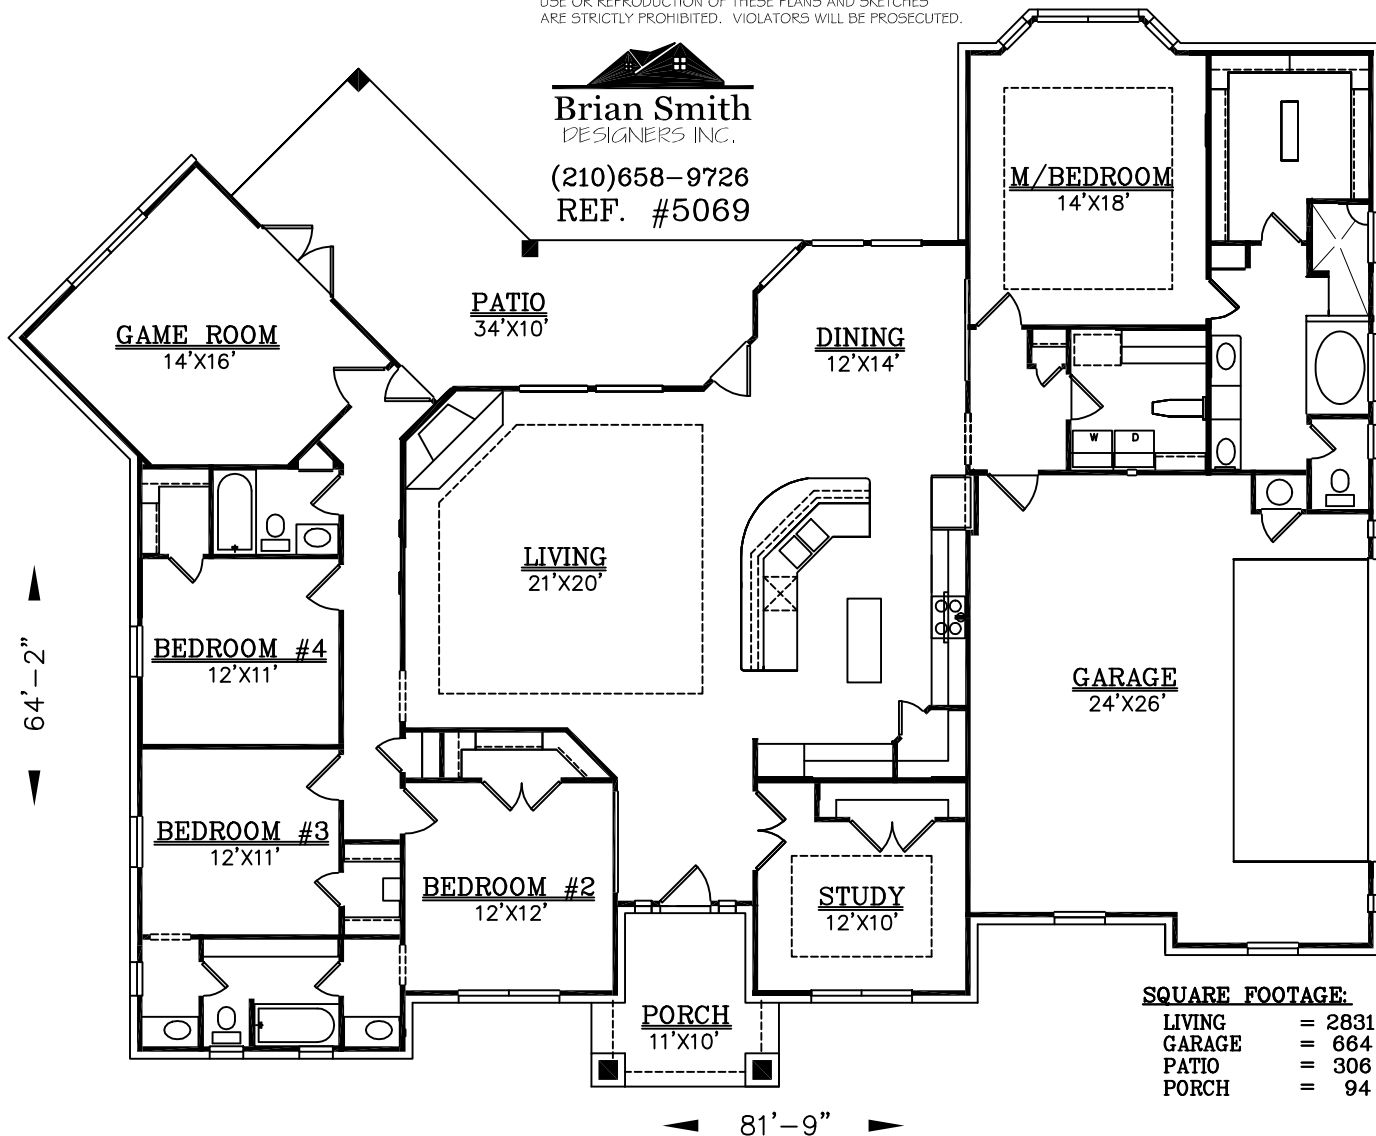 USE OR REPRODUCTION OF THESE PLANS AND SKETCHES
ARE STRICTLY PROHIBITED. VIOLATORS WILL BE PROSECUTED.
Brian Smith
DESIGNERS INC.
(210)658-9726
REF. #5069
M/BEDROOM
14'X18'
PATIO
34'X10'
GAME ROOM
14'X16'
DINING
12'X14'
W D
LIVING
21'X20'
BEDROOM #4
12'X11'
64'-2"
GARAGE
24'X26'
BEDROOM #3
12'X11'
BEDROOM #2
12'X12'
STUDY
12'X10'
PORCH
11'X10'
SQUARE FOOTAGE:
LIVING = 2831
GARAGE = 664
PATIO = 306
PORCH = 94
81'-9"